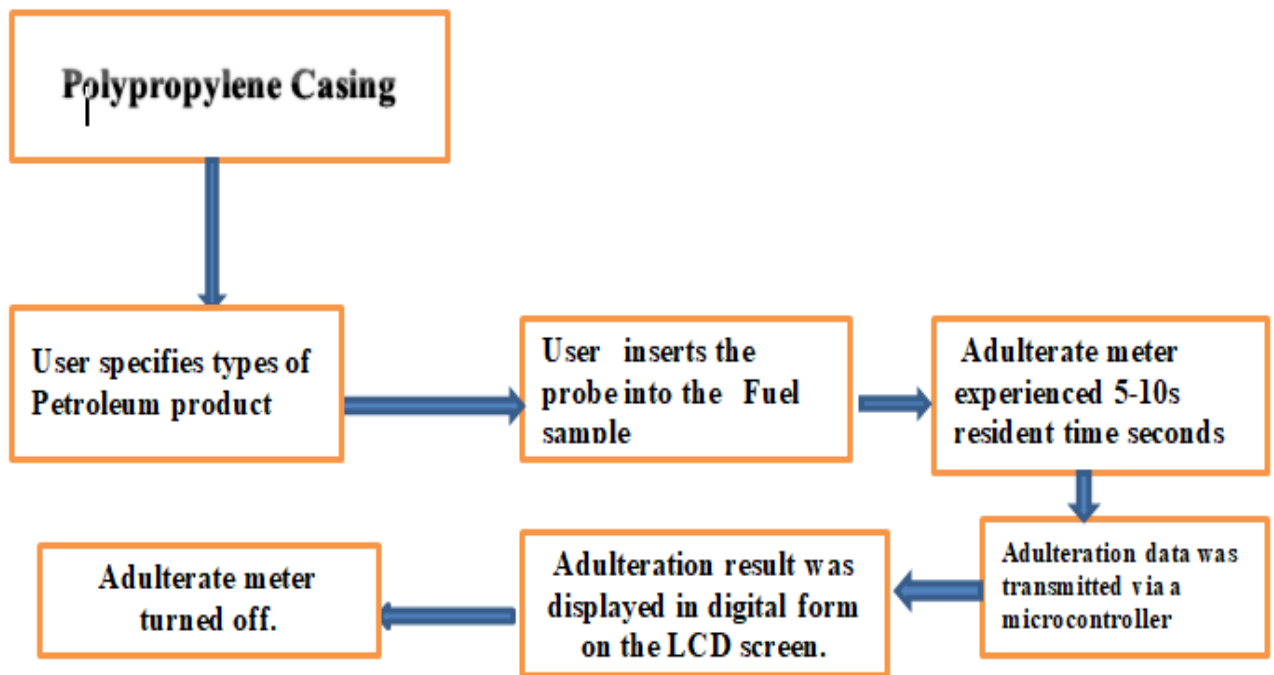 Polypropylene Casing
User specifies types of
Petroleum product
User inserts the
probe into the Fuel
sample
Adulterate meter
experienced 5-10s
resident time seconds
Adulteration data was
transmitted via a
microcontroller
Adulteration result was
displayed in digital form
on the LCD screen.
Adulterate meter
turned off.